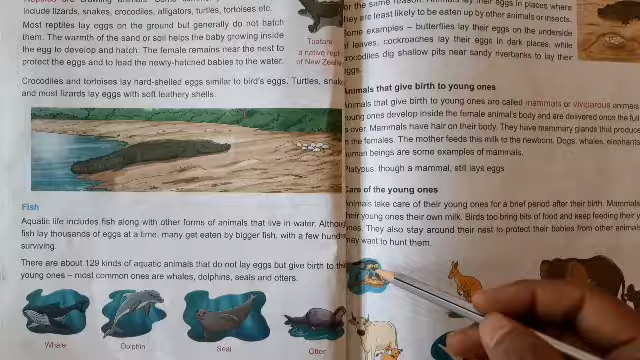 include lizards, snakes, crocodiles, alligators, turtles, tortoises etc.
Most reptiles lay eggs on the ground but generally do not hatch
them. The warmth of the sand or soil helps the baby growing inside
the egg to develop and hatch. The female remains near the nest to
protect the eggs and to lead the newly-hatched babies to the water.
Tuatara
a native rept
of New Zeal
Crocodiles and tortoises lay hard-shelled eggs similar to bird's eggs. Turtles,
and most lizards lay eggs with soft leathery shells.
Fish
Aquatic life includes fish along with other forms of animals that live in water.
fish lay thousands of eggs at a time, many get eaten by bigger fish, with a few
surviving.
There are about 129 kinds of aquatic animals that do not lay eggs but give birth to
young ones – most common ones are whales, dolphins, seals and otters.
Whale
Dolphin
Seal
Otter
for the same reason. Animals lay their eggs in places where
they are least likely to be eaten up by other animals or insects.
Some examples – butterflies lay their eggs on the underside
of leaves, cockroaches lay their eggs in dark places, while
crocodiles dig shallow pits near sandy riverbanks to lay their
eggs.
Animals that give birth to young ones
Animals that give birth to young ones are called mammals or viviparous animals.
young ones develop inside the female animal's body and are delivered once the full
is over. Mammals have hair on their body. They have mammary glands that produce
in the females. The mother feeds this milk to the newborn. Dogs, whales, elephants
human beings are some examples of mammals.
Platypus, though a mammal, still lays eggs
Care of the young ones
Animals take care of their young ones for a brief period after their birth. Mammals
their young ones their own milk. Birds too bring bits of food and keep feeding their y
ones. They also stay around their nest to protect their babies from other animals
may want to hunt them.